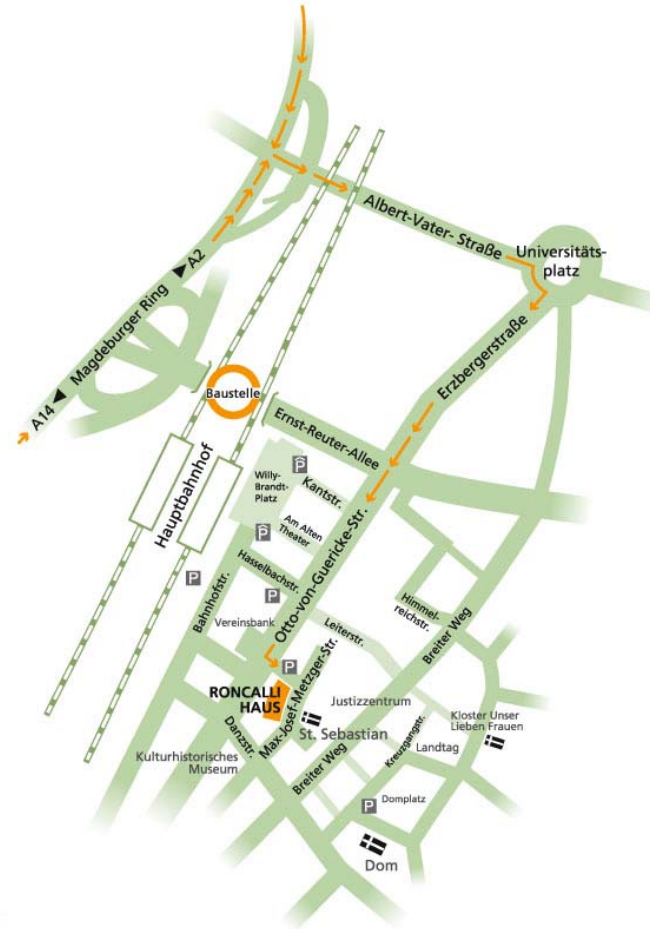 Albert-Vater- Straße
Universitäts-
platz
A2
Magdeburger Ring
A14
Erzbergerstraße
Baustelle
Ernst-Reuter-Allee
Hauptbahnhof
P
Willy-
Brandt-
Platz
Kantstr.
Am Alten
Theater
P
Otto-von-Guericke-Str.
Hasselbachstr.
P
Bahnhofstr.
P
Vereinsbank
Himmel-
reichstr.
Leiterstr.
Breiter Weg
P
RONCALLI
HAUS
Max-Josef-Metzger-Str.
Justizzentrum
St. Sebastian
Kreuzgangstr.
Kloster Unser
Lieben Frauen
Landtag
Danzstr.
Kulturhistorisches
Museum
Breiter Weg
P
Domplatz
Dom